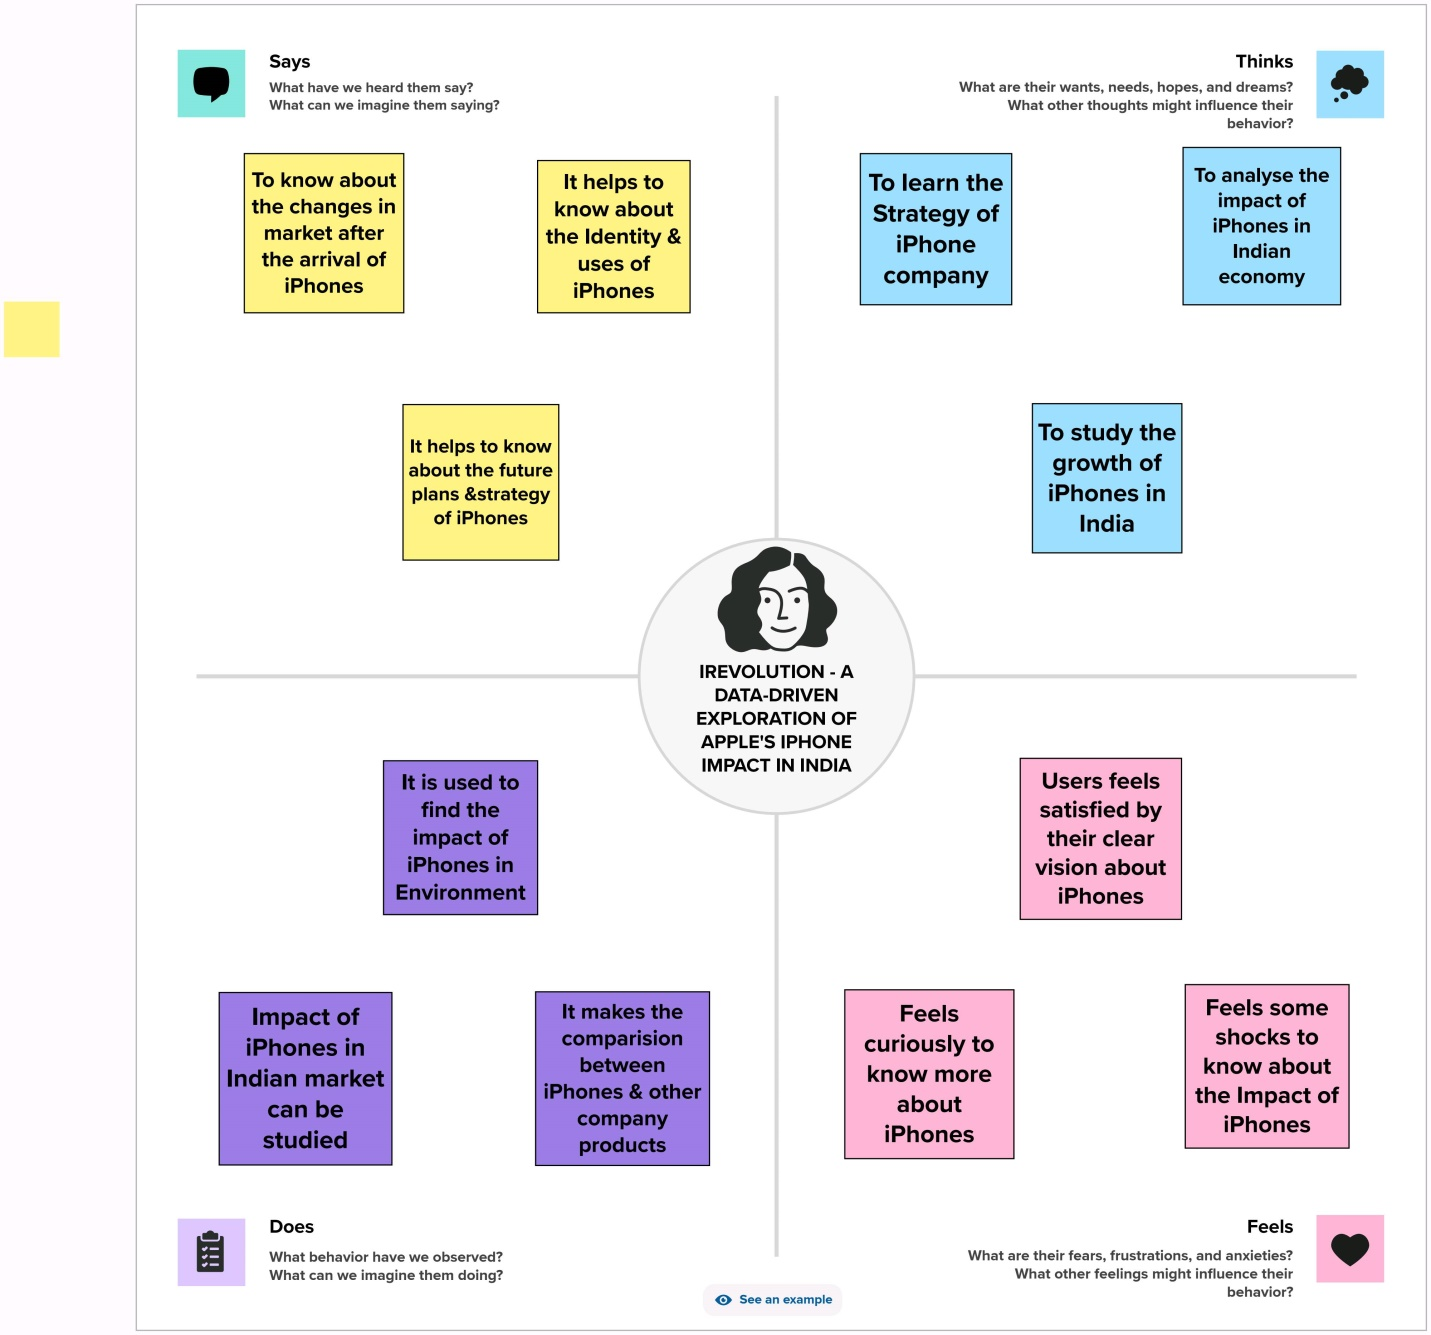 Says
What have we heard them say?
What can we imagine them saying?
Thinks
What are their wants, needs, hopes, and dreams?
What other thoughts might influence their
behavior?
To know about
the changes in
market after
the arrival of
iPhones
It helps to
know about
the Identity &
uses of
iPhones
To learn the
Strategy of
iPhone
company
To analyse the
impact of
iPhones in
Indian
economy
It helps to know
about the future
plans &strategy
of iPhones
To study the
growth of
iPhones in
India
IREVOLUTION - A
DATA-DRIVEN
EXPLORATION OF
APPLE'S IPHONE
IMPACT IN INDIA
It is used to
find the
impact of
iPhones in
Environment
Users feels
satisfied by
their clear
vision about
iPhones
Impact of
iPhones in
Indian market
can be
studied
It makes the
comparision
between
iPhones & other
company
products
Feels
curiously to
know more
about
iPhones
Feels some
shocks to
know about
the Impact of
iPhones
Does
What behavior have we observed?
What can we imagine them doing?
Feels
What are their fears, frustrations, and anxieties?
What other feelings might influence their
behavior?
See an example